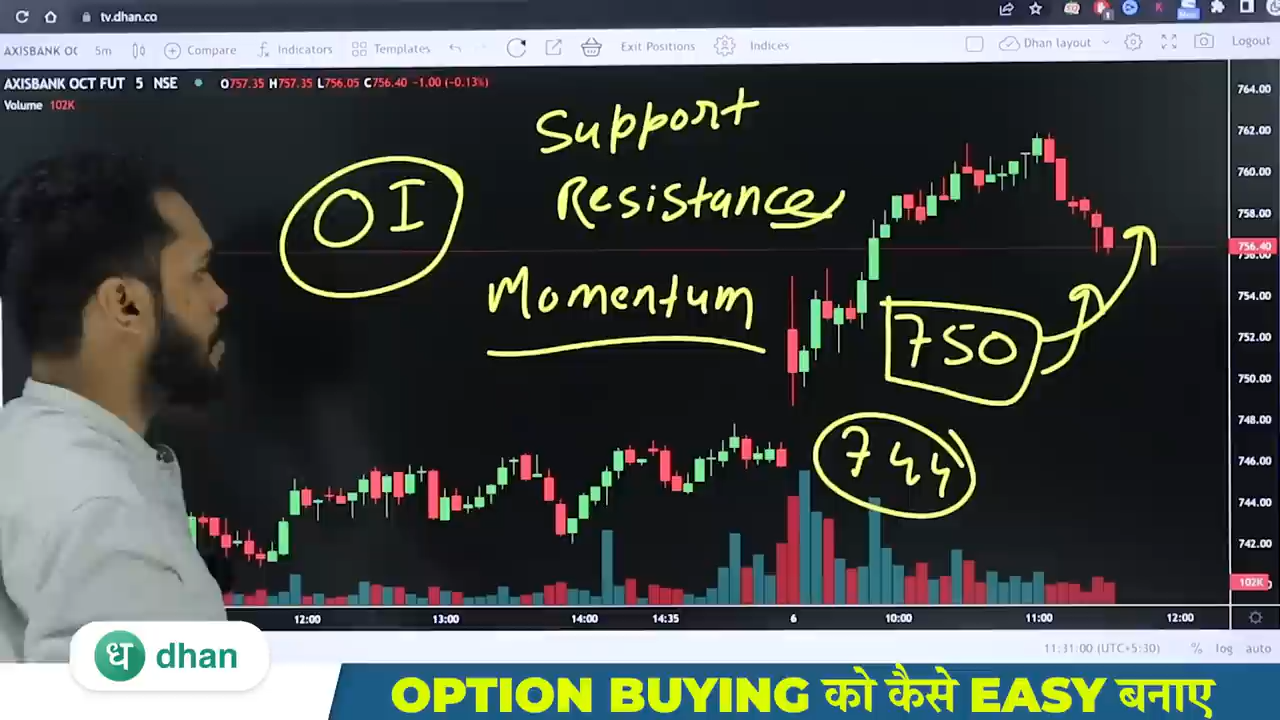 tv.dhan.co
AXISBANK OC 5m Compare Indicators Templates Exit Positions Indices Dhan layout Logout
AXISBANK OCT FUT 5 NSE O757.35 H757.35 L756.05 C756.40 -1.00 (-0.13%)
Volume 102K
Support
Resistance
OI
Momentum
750
744
764.00
762.00
760.00
758.00
756.40
756.00
754.00
752.00
750.00
748.00
746.00
744.00
742.00
102K
12:00 13:00 14:00 14:35 6 10:00 11:00 12:00
11:31:00 (UTC+5:30) % log auto
ध dhan
OPTION BUYING को कैसे EASY बनाए